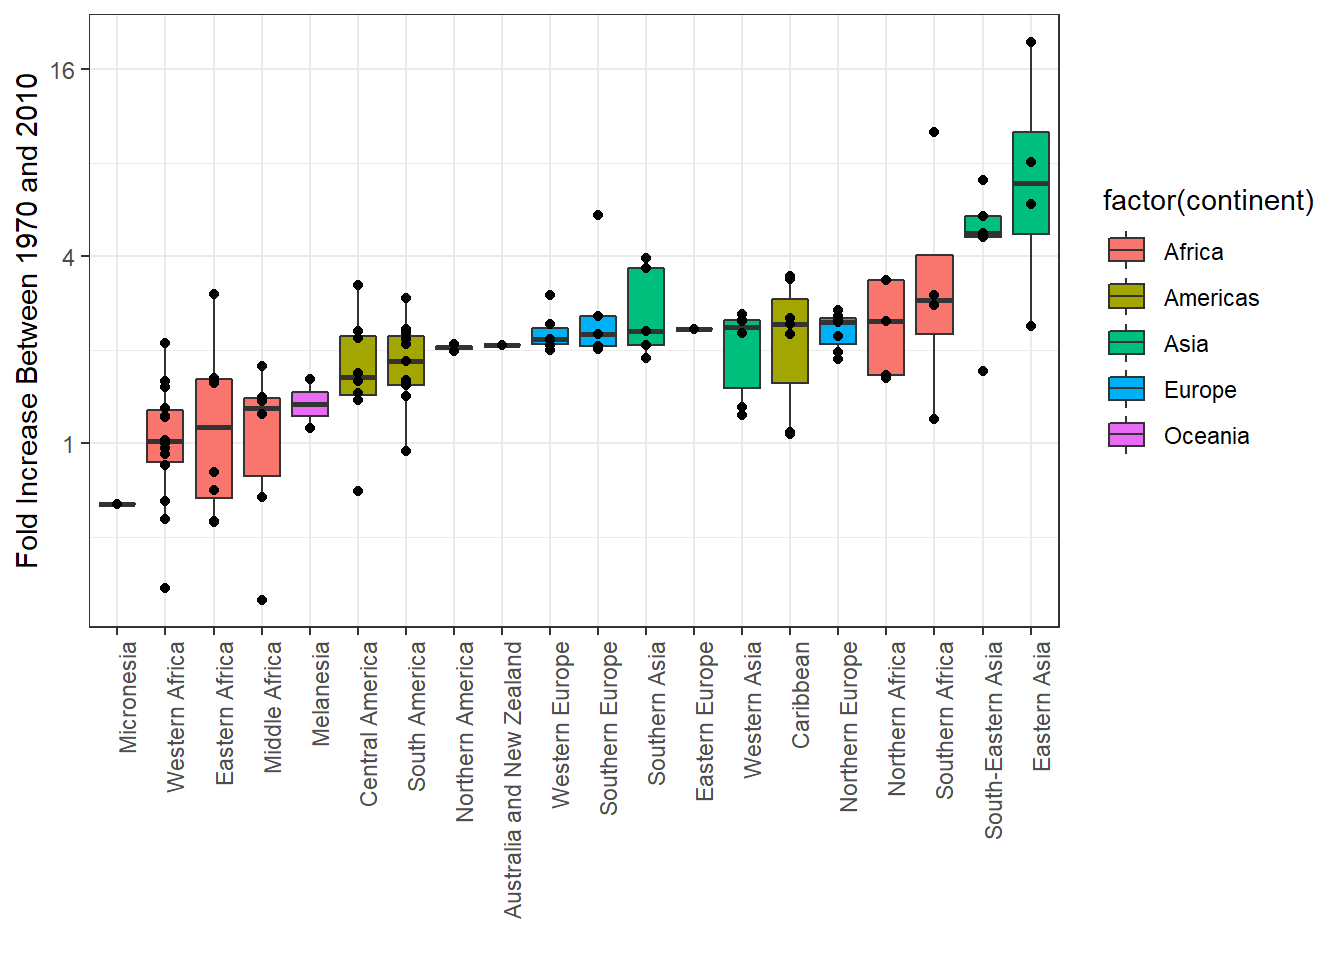 Fold Increase Between 1970 and 2010
16
4
1
Micronesia
Western Africa
Eastern Africa
Middle Africa
Melanesia
Central America
South America
Northern America
Australia and New Zealand
Western Europe
Southern Europe
Southern Asia
Eastern Europe
Western Asia
Caribbean
Northern Europe
Northern Africa
Southern Africa
South-Eastern Asia
Eastern Asia
factor(continent)
Africa
Americas
Asia
Europe
Oceania